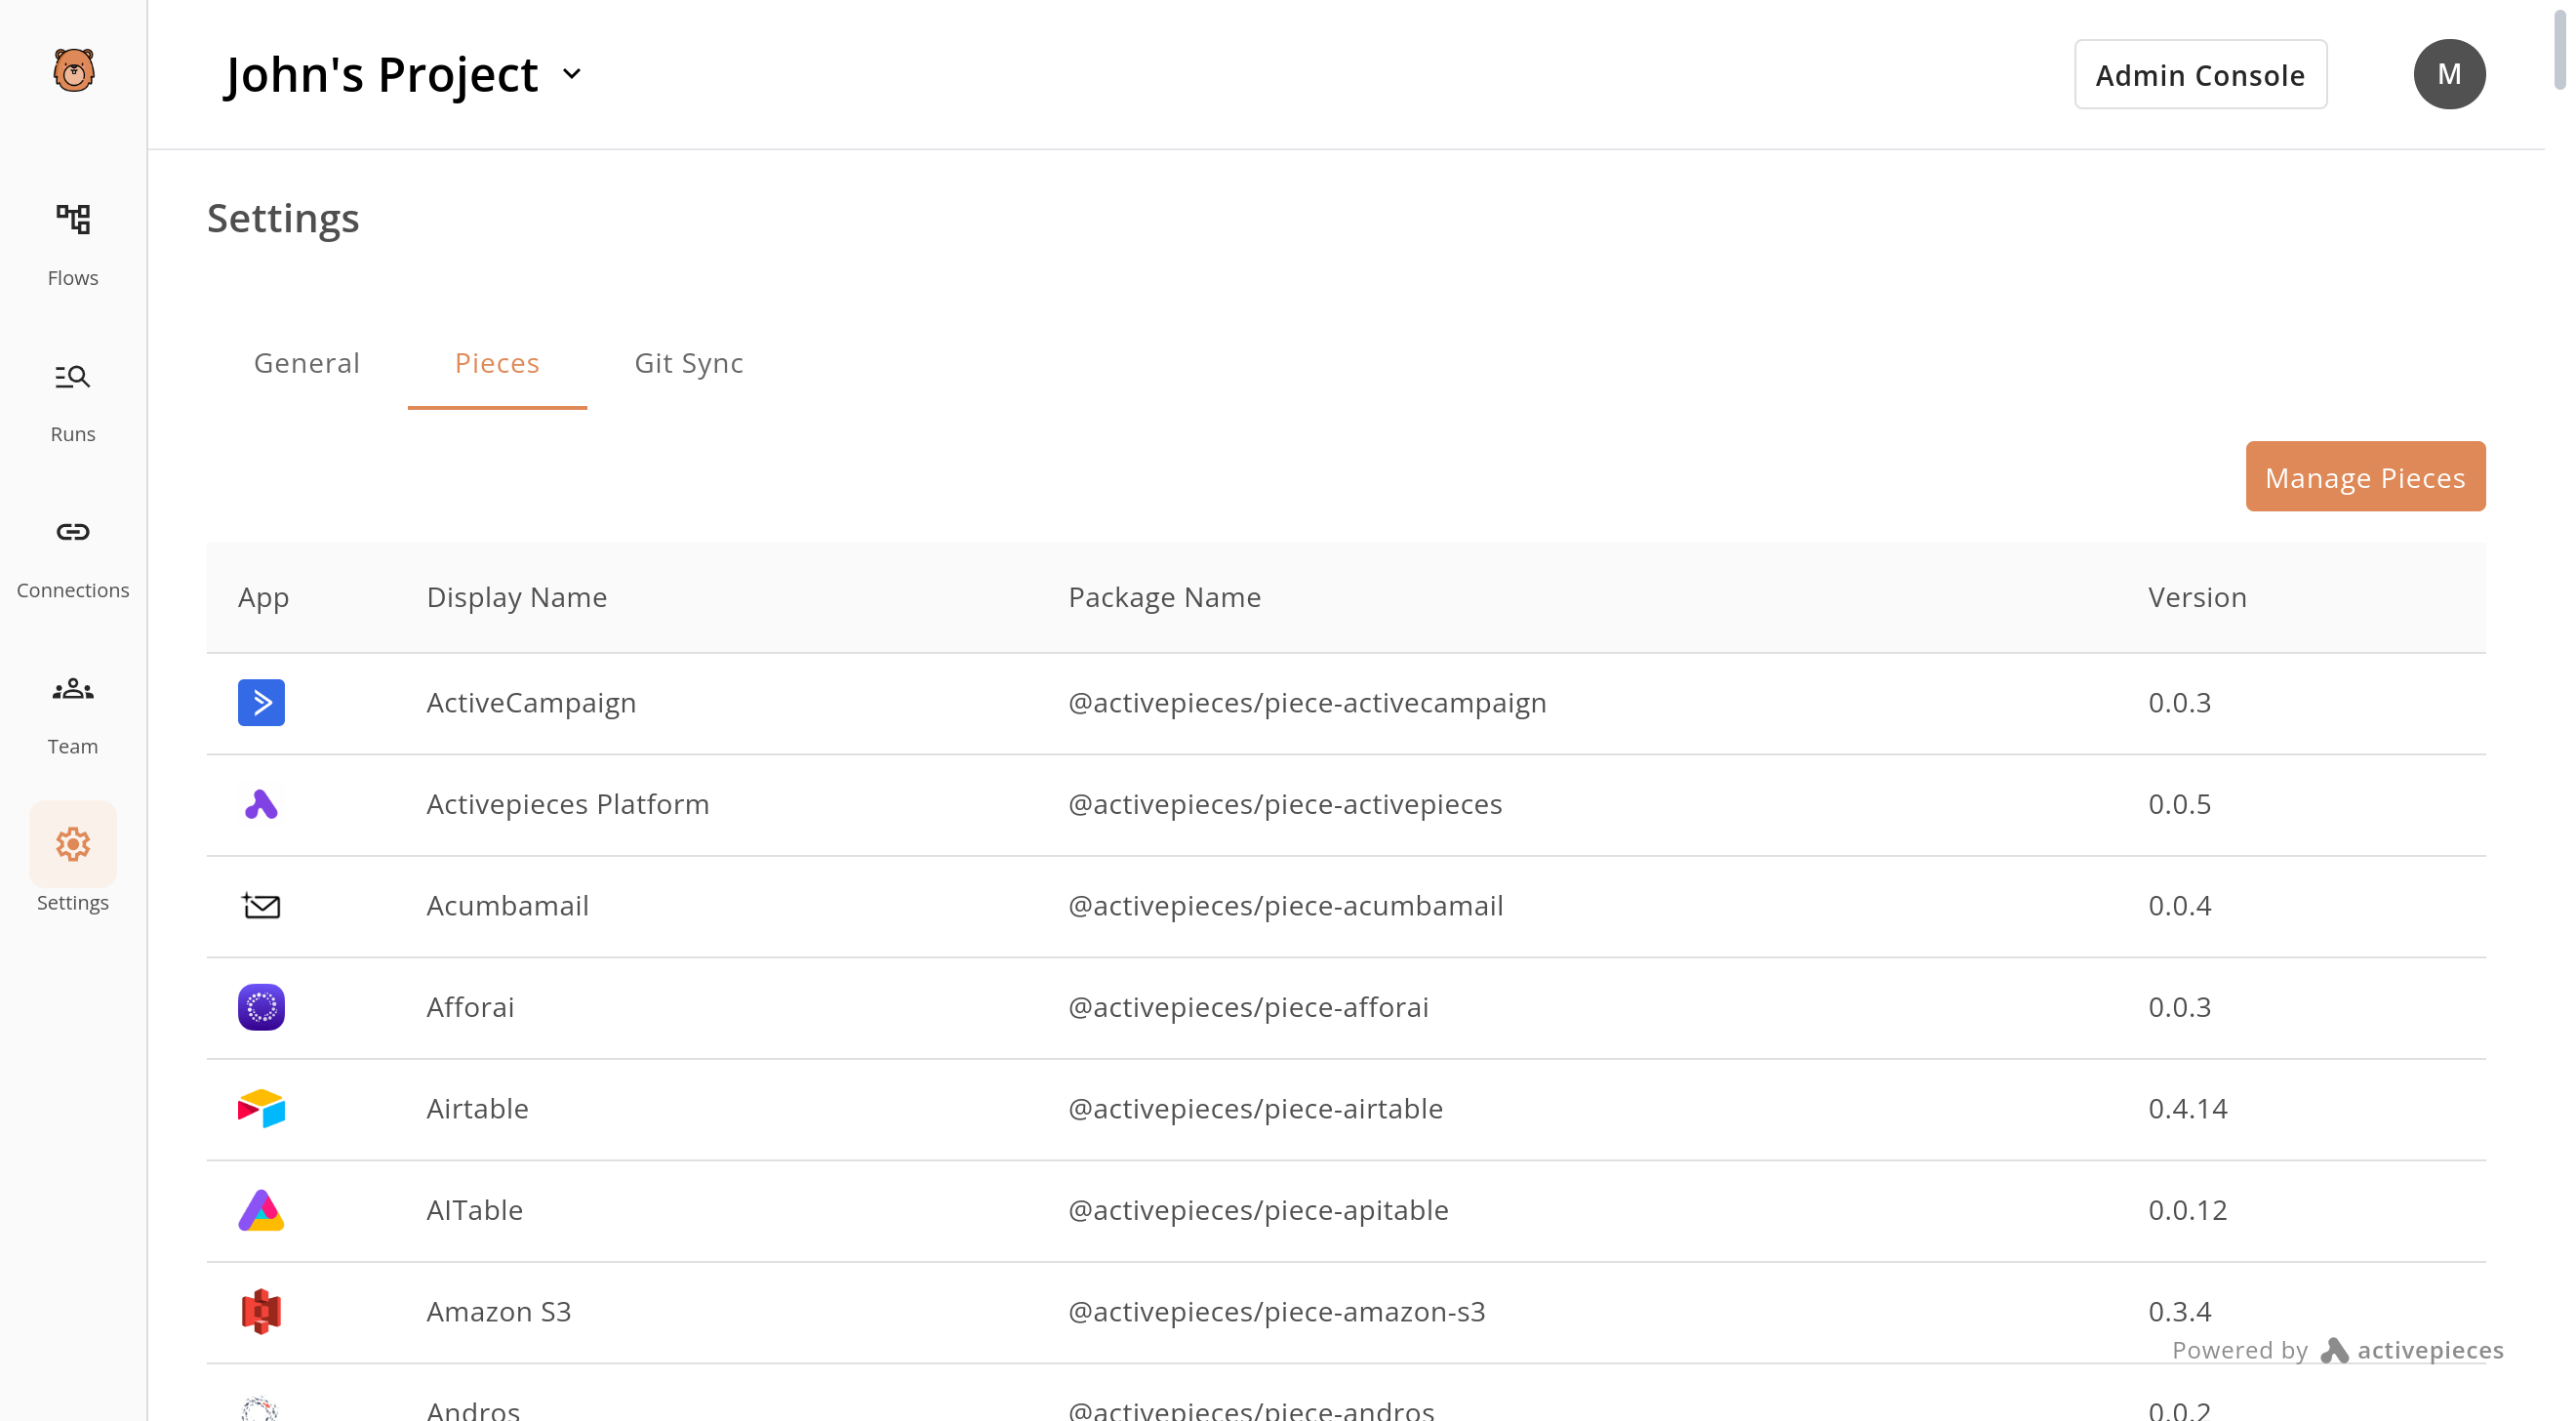 John's Project
Admin Console
M
Flows
Runs
Connections
Team
Settings
Settings
General Pieces Git Sync
Manage Pieces
App Display Name Package Name Version
ActiveCampaign @activepieces/piece-activecampaign 0.0.3
Activepieces Platform @activepieces/piece-activepieces 0.0.5
Acumbamail @activepieces/piece-acumbamail 0.0.4
Afforai @activepieces/piece-afforai 0.0.3
Airtable @activepieces/piece-airtable 0.4.14
AITable @activepieces/piece-apitable 0.0.12
Amazon S3 @activepieces/piece-amazon-s3 0.3.4
Powered by activepieces
Andros @activepieces/piece-andros 0.0.2